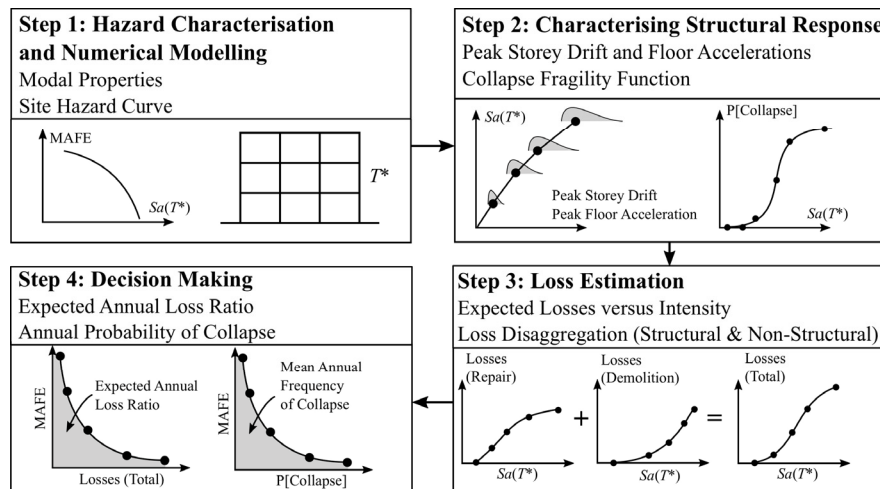 Step 1: Hazard Characterisation
and Numerical Modelling
Modal Properties
Site Hazard Curve
MAFE
Sa(T*)
T*
Step 2: Characterising Structural Response
Peak Storey Drift and Floor Accelerations
Collapse Fragility Function
Sa(T*)
Peak Storey Drift
Peak Floor Acceleration
P[Collapse]
Sa(T*)
Step 3: Loss Estimation
Expected Losses versus Intensity
Loss Disaggregation (Structural & Non-Structural)
Losses
(Repair)
Sa(T*)
+
Losses
(Demolition)
Sa(T*)
=
Losses
(Total)
Sa(T*)
Step 4: Decision Making
Expected Annual Loss Ratio
Annual Probability of Collapse
MAFE
Expected Annual
Loss Ratio
Losses (Total)
MAFE
Mean Annual
Frequency
of Collapse
P[Collapse]